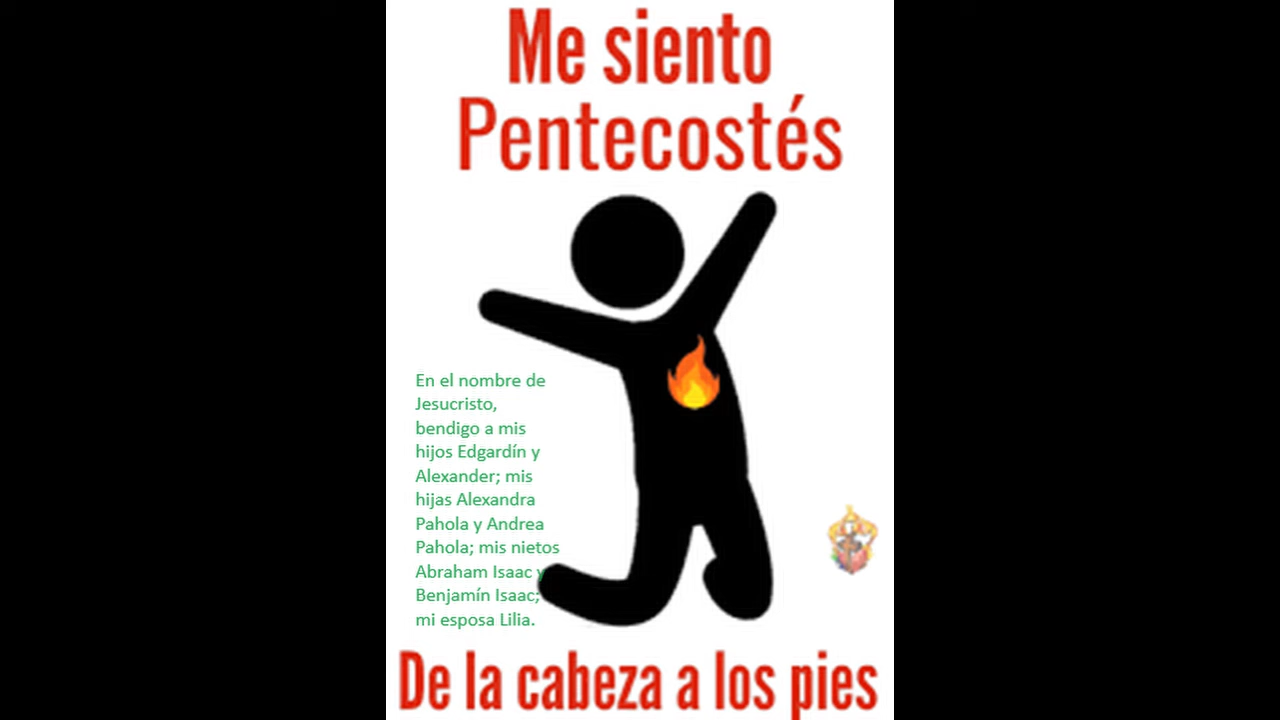 Me siento
Pentecostés
En el nombre de
Jesucristo,
bendigo a mis
hijos Edgardín y
Alexander; mis
hijas Alexandra
Pahola y Andrea
Pahola; mis nietos
Abraham Isaac y
Benjamín Isaac;
mi esposa Lilia.
De la cabeza a los pies